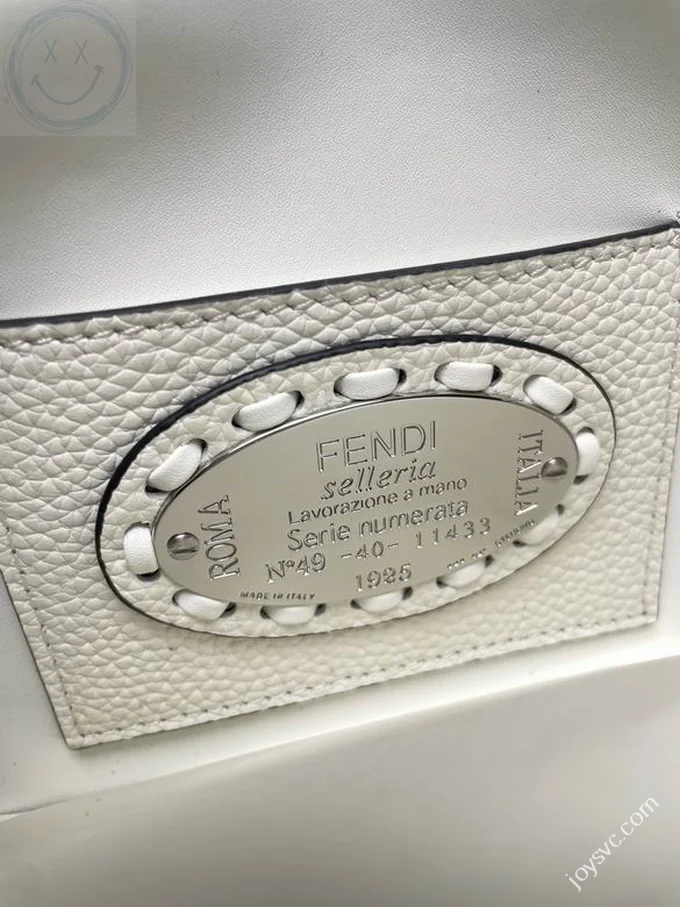 FENDI
selleria
Lavorazione a mano
Serie numerata
N°49 -40- 11433
1925
ROMA
ITALIA
MADE IN ITALY
joysvc.com